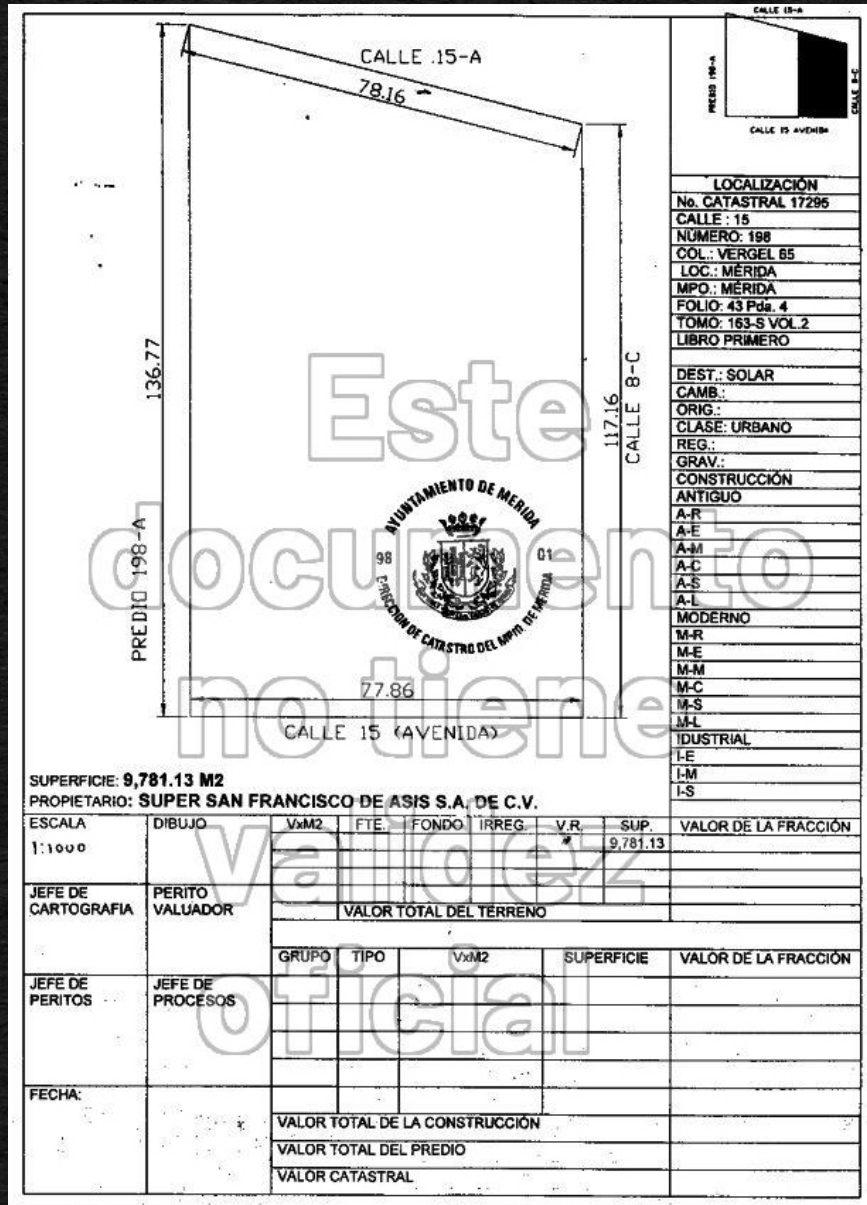 CALLE 15-A
PREDIO 198-A
CALLE 8-C
CALLE 15 AVENIDA
CALLE 15-A
78.16
136.77
PREDIO 198-A
117.16
CALLE 8-C
77.86
CALLE 15 (AVENIDA)
AYUNTAMIENTO DE MERIDA
98 01
DIRECCION DE CATASTRO DEL MPIO. DE MERIDA
Este
documento
no tiene
validez
oficial
LOCALIZACIÓN
No. CATASTRAL 17295
CALLE : 15
NÚMERO: 198
COL.: VERGEL 65
LOC.: MÉRIDA
MPO.: MÉRIDA
FOLIO: 43 Pda. 4
TOMO: 163-S VOL.2
LIBRO PRIMERO
DEST.: SOLAR
CAMB.:
ORIG.:
CLASE: URBANO
REG.:
GRAV.:
CONSTRUCCIÓN
ANTIGUO
A-R
A-E
A-M
A-C
A-S
A-L
MODERNO
M-R
M-E
M-M
M-C
M-S
M-L
IDUSTRIAL
I-E
I-M
I-S
SUPERFICIE: 9,781.13 M2
PROPIETARIO: SUPER SAN FRANCISCO DE ASIS S.A. DE C.V.
ESCALA DIBUJO VxM2 FTE. FONDO IRREG. V.R. SUP. VALOR DE LA FRACCIÓN
1:1000 9,781.13
JEFE DE CARTOGRAFIA PERITO VALUADOR VALOR TOTAL DEL TERRENO
GRUPO TIPO VxM2 SUPERFICIE VALOR DE LA FRACCIÓN
JEFE DE PERITOS JEFE DE PROCESOS
FECHA:
VALOR TOTAL DE LA CONSTRUCCIÓN
VALOR TOTAL DEL PREDIO
VALOR CATASTRAL